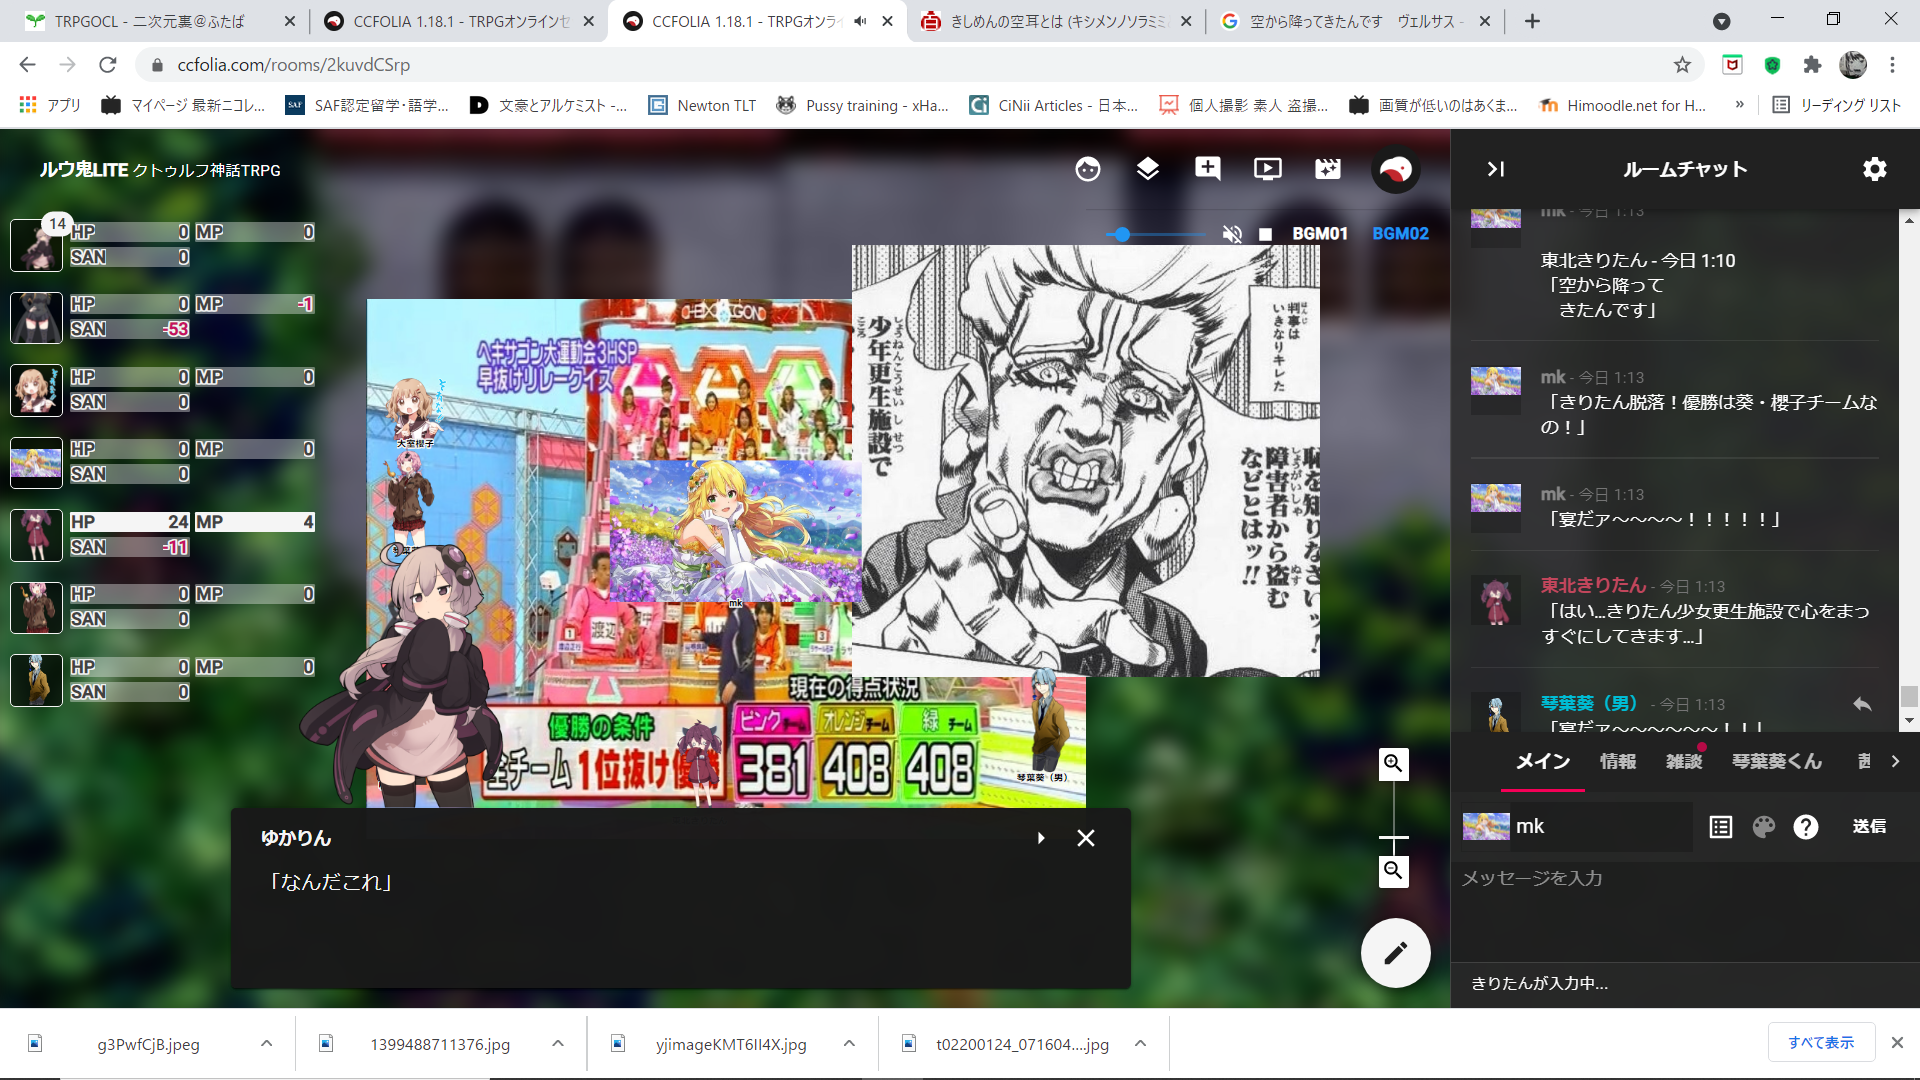 TRPGOCL - 二次元裏＠ふたば
CCFOLIA 1.18.1 - TRPGオンラインセ
CCFOLIA 1.18.1 - TRPGオンライ
きしめんの空耳とは (キシメンノソラミミ
空から降ってきたんです　ヴェルサス -
ccfolia.com/rooms/2kuvdCSrp
アプリ
マイページ 最新ニコレ...
SAF認定留学・語学...
文豪とアルケミスト -...
Newton TLT
Pussy training - xHa...
CiNii Articles - 日本...
個人撮影 素人 盗撮...
画質が低いのはあくま...
Himoodle.net for H...
»
リーディング リスト
ルウ鬼LITE クトゥルフ神話TRPG
BGM01
BGM02
14
HP 0 MP 0
SAN 0
HP 0 MP -1
SAN -53
HP 0 MP 0
SAN 0
HP 0 MP 0
SAN 0
HP 24 MP 4
SAN -11
HP 0 MP 0
SAN 0
HP 0 MP 0
SAN 0
HEXAGON
ヘキサゴン大運動会3HSP
早抜けリレークイズ
大室櫻子
mk
1
渡辺
3
現在の得点状況
優勝の条件
全チーム1位抜け優勝
ピンクチーム
381
オレンジチーム
408
緑チーム
408
琴葉葵（男）
判事は
いきなりキレた
恥を知りなさいッ！
障害者から盗む
などとはッ!!
少年更生施設で
ゆかりん
「なんだこれ」
ルームチャット
mk - 今日 1:13
東北きりたん - 今日 1:10
「空から降って
　きたんです」
mk - 今日 1:13
「きりたん脱落！優勝は葵・櫻子チームな
の！」
mk - 今日 1:13
「宴だァ～～～～！！！！！」
東北きりたん - 今日 1:13
「はい...きりたん少女更生施設で心をまっ
すぐにしてきます...」
琴葉葵（男） - 今日 1:13
「宴だァ～～～～～～！！」
メイン
情報
雑談
琴葉葵くん
mk
送信
メッセージを入力
きりたんが入力中...
g3PwfCjB.jpeg
1399488711376.jpg
yjimageKMT6II4X.jpg
t02200124_071604....jpg
すべて表示